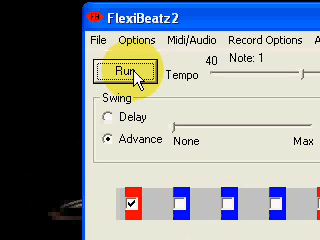 FlexiBeatz2
File Options Midi/Audio Record Options
Run Tempo 40 Note: 1
Swing
Delay
Advance None Max